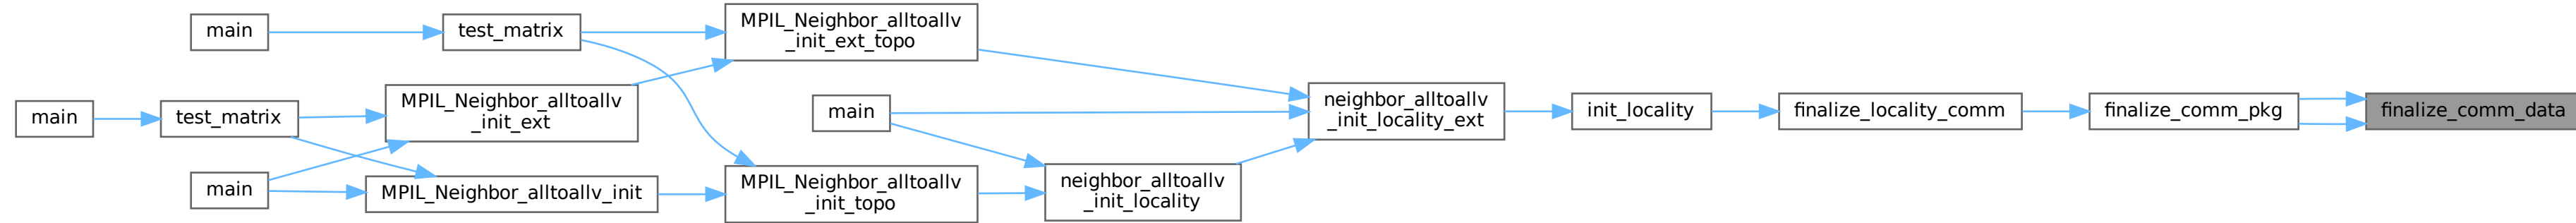 main
test_matrix
MPIL_Neighbor_alltoallv
_init_ext_topo
main
test_matrix
MPIL_Neighbor_alltoallv
_init_ext
main
neighbor_alltoallv
_init_locality_ext
init_locality
finalize_locality_comm
finalize_comm_pkg
finalize_comm_data
main
MPIL_Neighbor_alltoallv_init
MPIL_Neighbor_alltoallv
_init_topo
neighbor_alltoallv
_init_locality